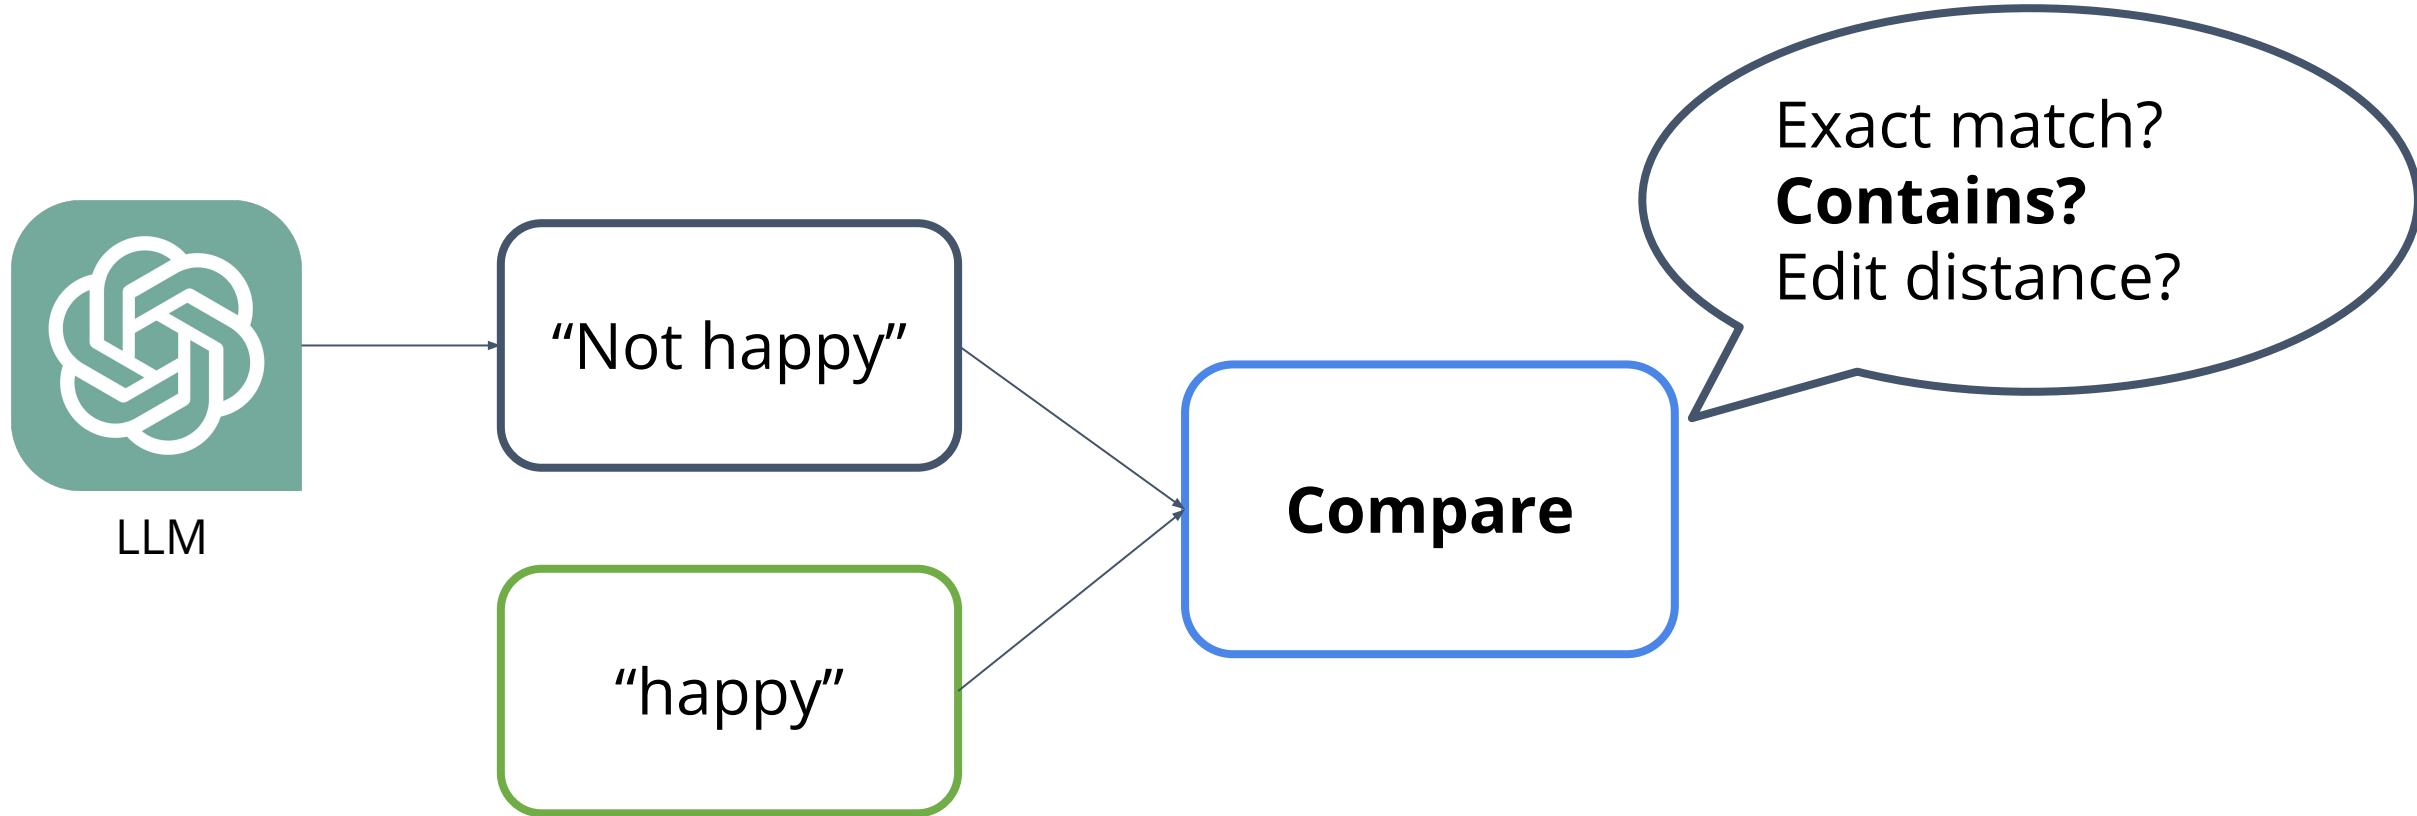 LLM
“Not happy”
“happy”
Compare
Exact match?
Contains?
Edit distance?